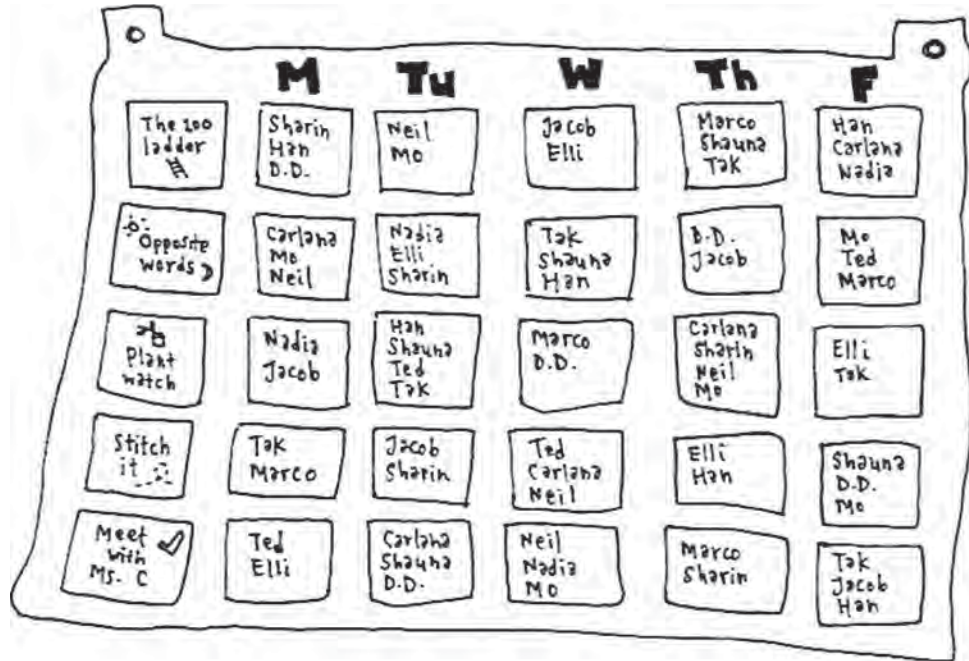 M Tu W Th F
The 100
ladder
Sharin
Han
D.D.
Neil
Mo
Jacob
Elli
Marco
Shauna
Tak
Han
Carlana
Nadia
Opposite
words
Carlana
Mo
Neil
Nadia
Elli
Sharin
Tak
Shauna
Han
D.D.
Jacob
Mo
Ted
Marco
Plant
watch
Nadia
Jacob
Han
Shauna
Ted
Tak
Marco
D.D.
Carlana
Sharin
Neil
Mo
Elli
Tak
Stitch
it
Tak
Marco
Jacob
Sharin
Ted
Carlana
Neil
Elli
Han
Shauna
D.D.
Mo
Meet
with
Ms. C
Ted
Elli
Carlana
Shauna
D.D.
Neil
Nadia
Mo
Marco
Sharin
Tak
Jacob
Han